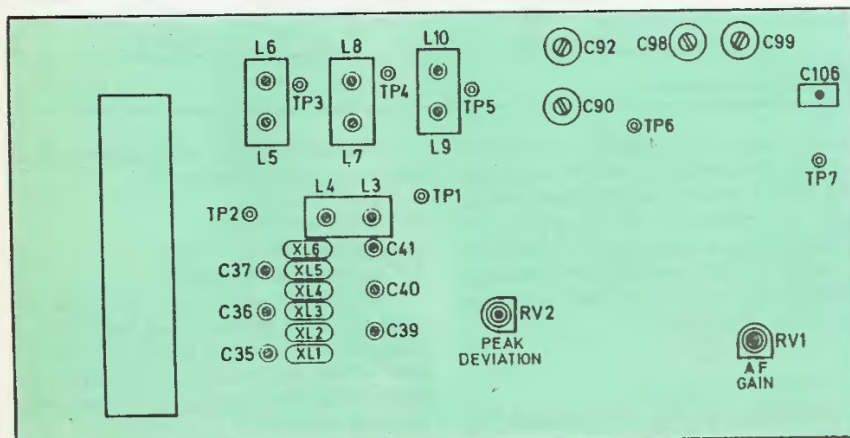 L6 L8 L10
C92 C98 C99
TP3 TP4 TP5
C106
C90 TP6
L5 L7 L9
TP7
L4 L3 TP1
TP2
XL6 C41
C37 XL5
XL4 C40
C36 XL3
XL2 C39
C35 XL1
RV2
PEAK
DEVIATION
RV1
AF
GAIN